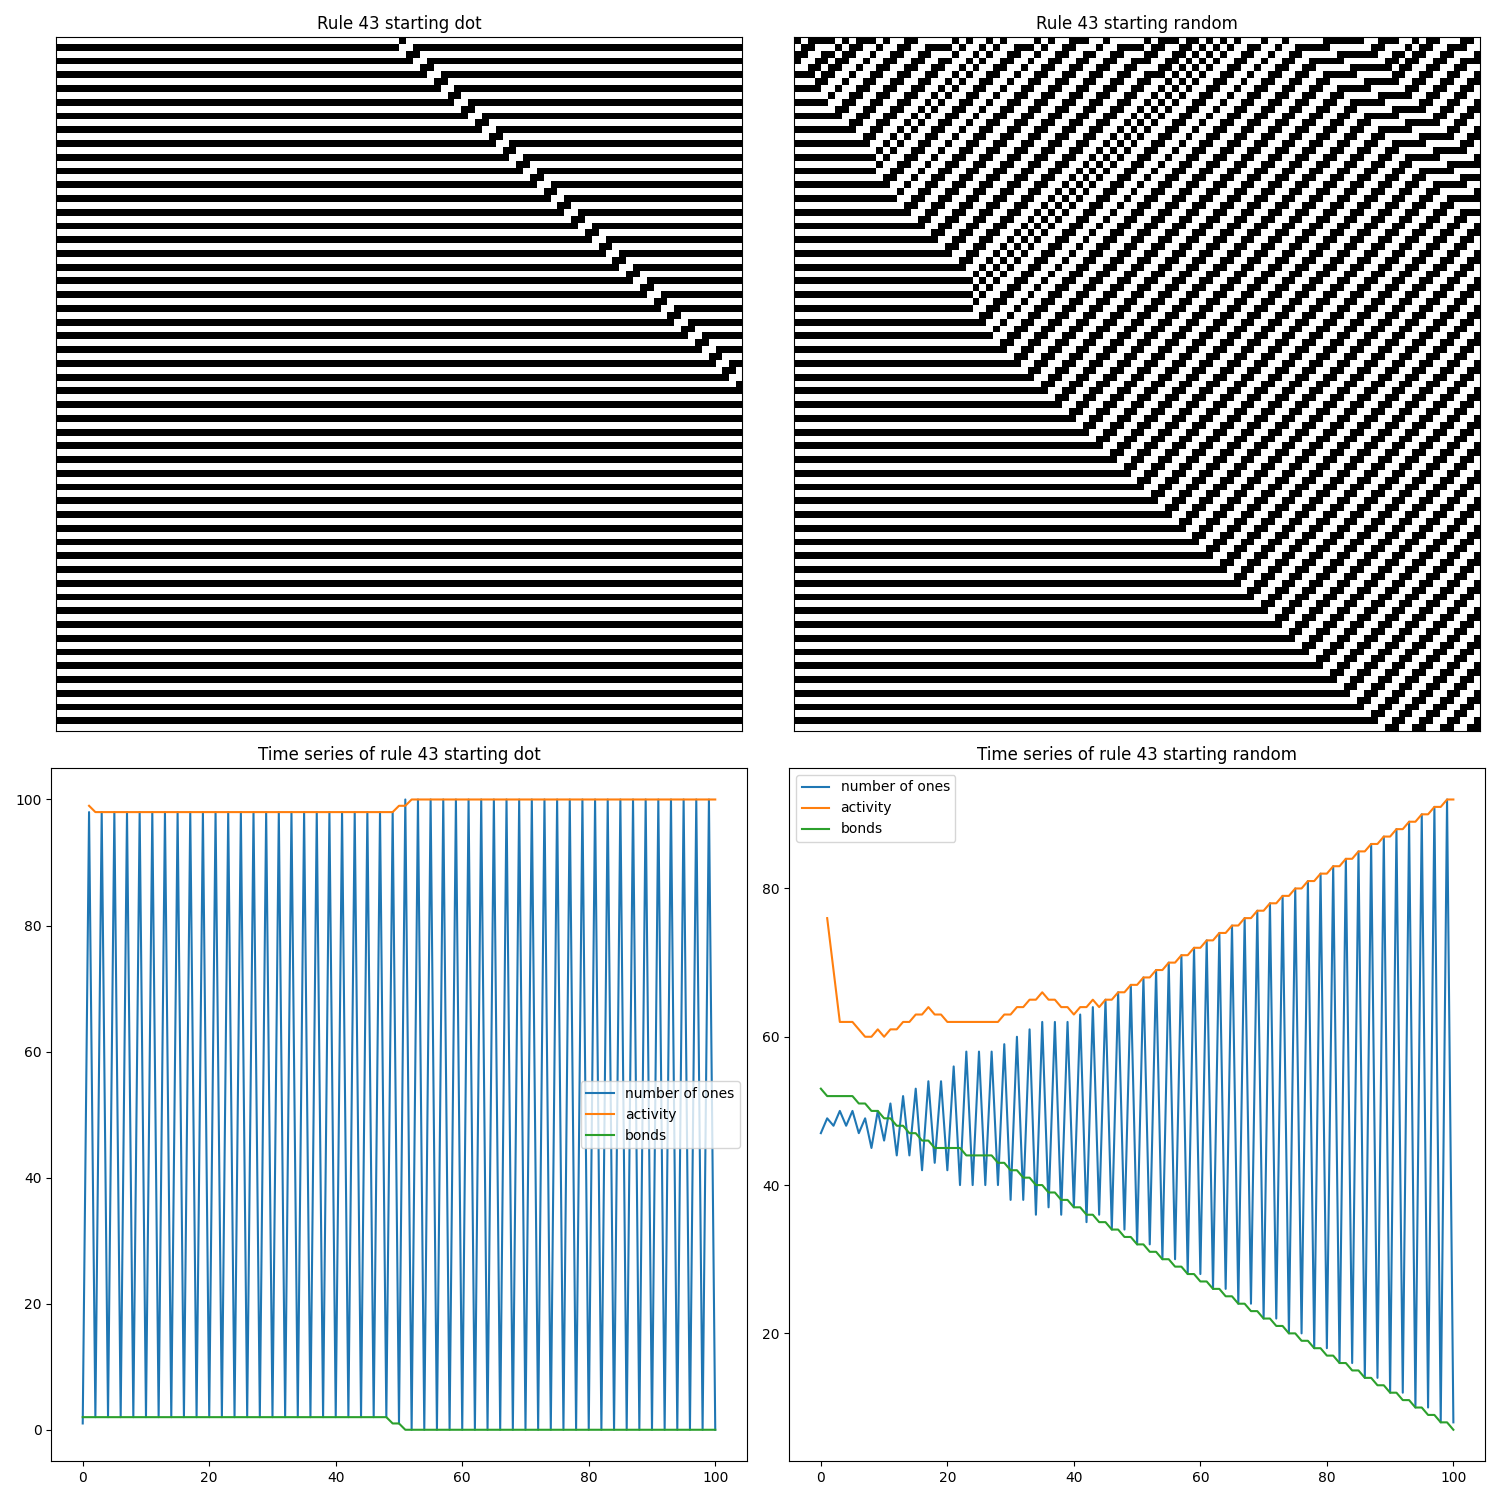 Rule 43 starting dot
Rule 43 starting random
Time series of rule 43 starting dot
100
80
60
40
20
0
number of ones
activity
bonds
0
20
40
60
80
100
Time series of rule 43 starting random
number of ones
activity
bonds
80
60
40
20
0
20
40
60
80
100